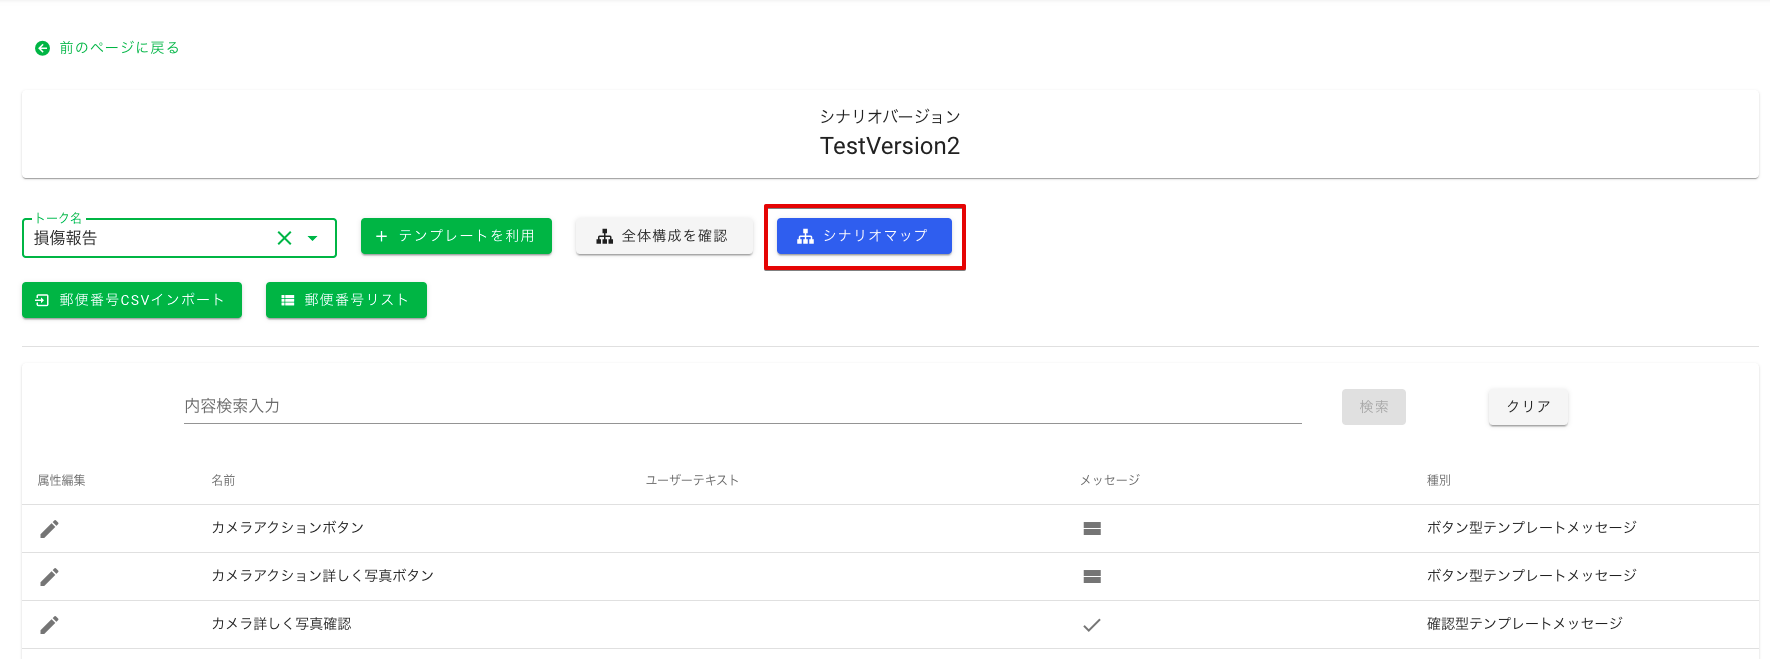 前のページに戻る
シナリオバージョン
TestVersion2
トーク名
損傷報告
テンプレートを利用
全体構成を確認
シナリオマップ
郵便番号CSVインポート
郵便番号リスト
内容検索入力
検索
クリア
属性編集 名前 ユーザーテキスト メッセージ 種別
カメラアクションボタン ボタン型テンプレートメッセージ
カメラアクション詳しく写真ボタン ボタン型テンプレートメッセージ
カメラ詳しく写真確認 確認型テンプレートメッセージ